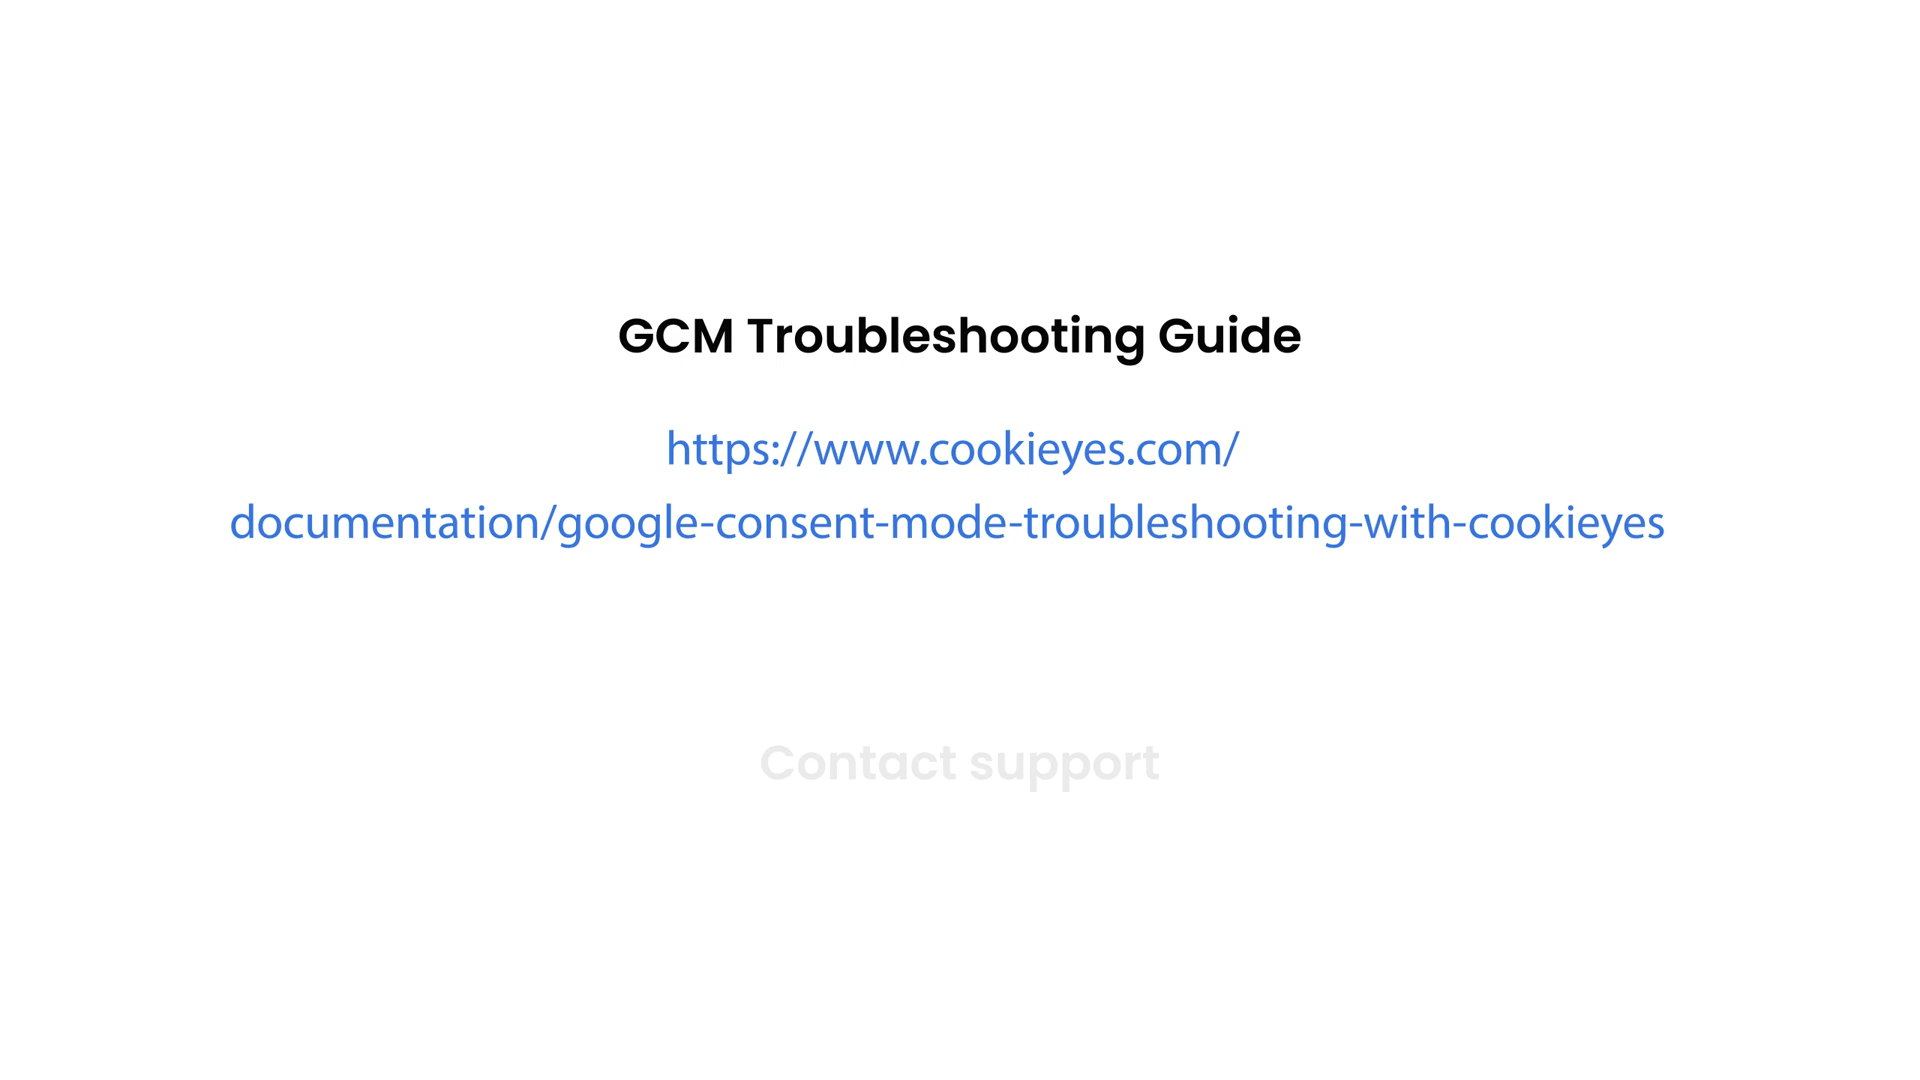 GCM Troubleshooting Guide
https://www.cookieyes.com/
documentation/google-consent-mode-troubleshooting-with-cookieyes
Contact support